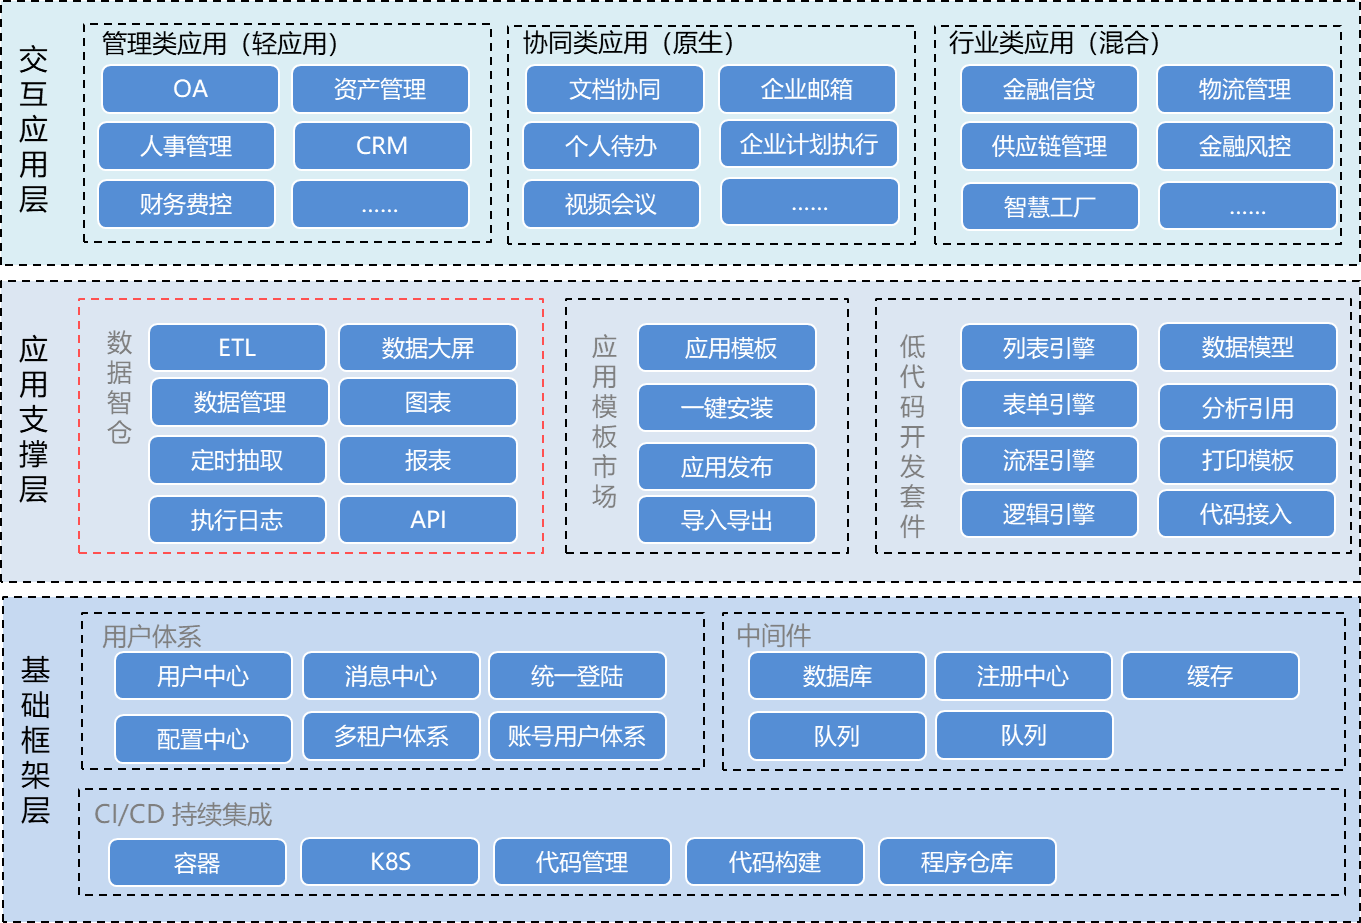 交互应用层
管理类应用（轻应用）
OA
资产管理
人事管理
CRM
财务费控
......
协同类应用（原生）
文档协同
企业邮箱
个人待办
企业计划执行
视频会议
......
行业类应用（混合）
金融信贷
物流管理
供应链管理
金融风控
智慧工厂
......
应用支撑层
数据智仓
ETL
数据大屏
数据管理
图表
定时抽取
报表
执行日志
API
应用模板市场
应用模板
一键安装
应用发布
导入导出
低代码开发套件
列表引擎
数据模型
表单引擎
分析引用
流程引擎
打印模板
逻辑引擎
代码接入
基础框架层
用户体系
用户中心
消息中心
统一登陆
配置中心
多租户体系
账号用户体系
中间件
数据库
注册中心
缓存
队列
队列
CI/CD 持续集成
容器
K8S
代码管理
代码构建
程序仓库